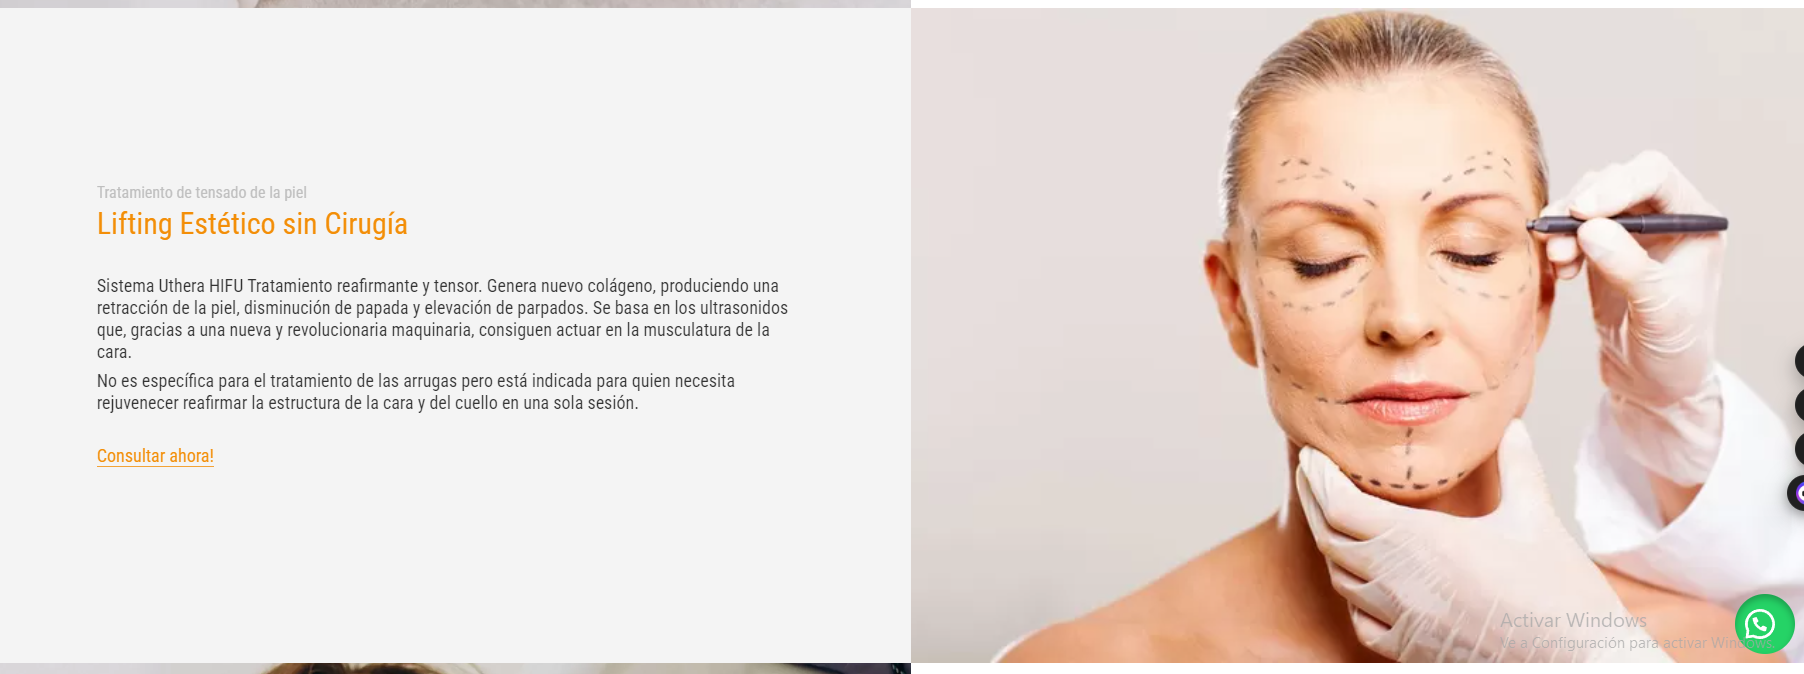 Tratamiento de tensado de la piel
Lifting Estético sin Cirugía
Sistema Uthera HIFU Tratamiento reafirmante y tensor. Genera nuevo colágeno, produciendo una
retracción de la piel, disminución de papada y elevación de parpados. Se basa en los ultrasonidos
que, gracias a una nueva y revolucionaria maquinaria, consiguen actuar en la musculatura de la
cara.
No es específica para el tratamiento de las arrugas pero está indicada para quien necesita
rejuvenecer reafirmar la estructura de la cara y del cuello en una sola sesión.
Consultar ahora!
Activar Windows
Ve a Configuración para activar Windows.